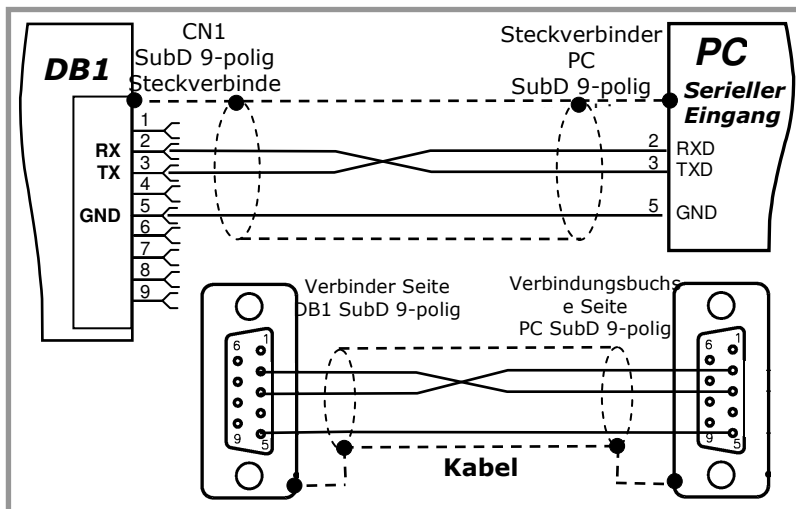 CN1
SubD 9-polig
Steckverbinde
Steckverbinder
PC
SubD 9-polig
DB1
PC
Serieller
Eingang
1
RX 2
TX 3
4
GND 5
6
7
8
9
2 RXD
3 TXD
5 GND
Verbinder Seite
DB1 SubD 9-polig
Verbindungsbuchs
e Seite
PC SubD 9-polig
6 1
9 5
6 1
9 5
Kabel